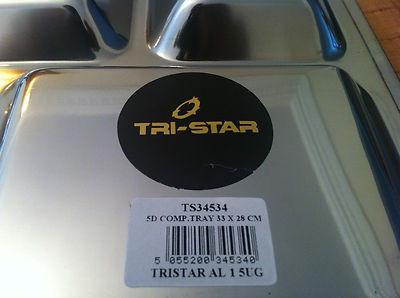 TRI-STAR
TS34534
5D COMP.TRAY 33 X 28 CM
5 055200 345340
TRISTAR AL 1 5UG